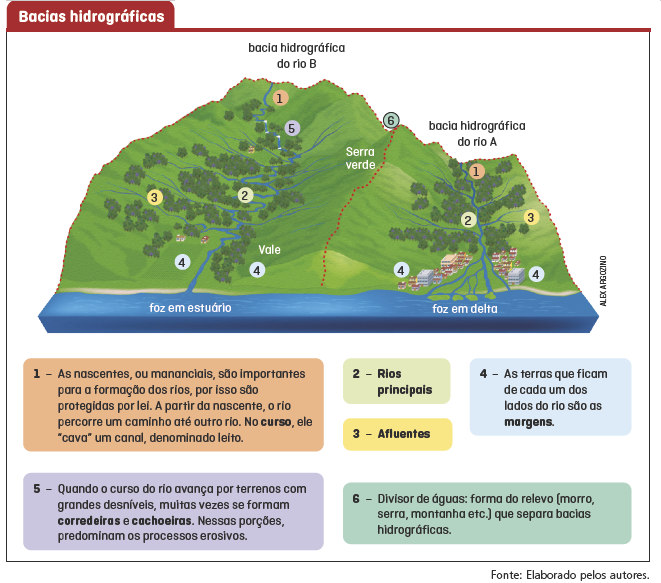 Bacias hidrográficas
bacia hidrográfica
do rio B
1
5
6
bacia hidrográfica
do rio A
Serra
verde
1
3
2
2
3
Vale
4
4
4
4
foz em estuário
foz em delta
ALEX ARGOZINO
1 – As nascentes, ou mananciais, são importantes
para a formação dos rios, por isso são
protegidas por lei. A partir da nascente, o rio
percorre um caminho até outro rio. No curso, ele
“cava” um canal, denominado leito.
2 – Rios
principais
3 – Afluentes
4 – As terras que ficam
de cada um dos
lados do rio são as
margens.
5 – Quando o curso do rio avança por terrenos com
grandes desníveis, muitas vezes se formam
corredeiras e cachoeiras. Nessas porções,
predominam os processos erosivos.
6 – Divisor de águas: forma do relevo (morro,
serra, montanha etc.) que separa bacias
hidrográficas.
Fonte: Elaborado pelos autores.